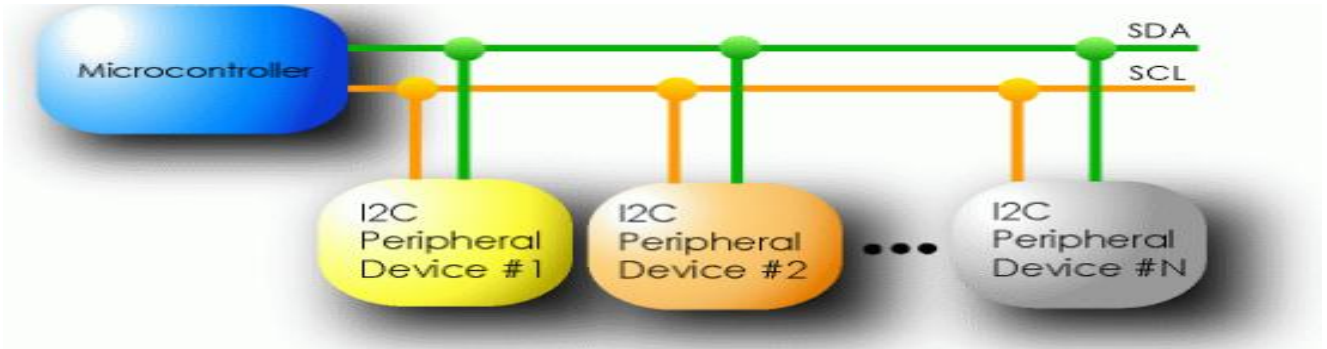 Microcontroller
SDA
SCL
I2C
Peripheral
Device #1
I2C
Peripheral
Device #2
I2C
Peripheral
Device #N